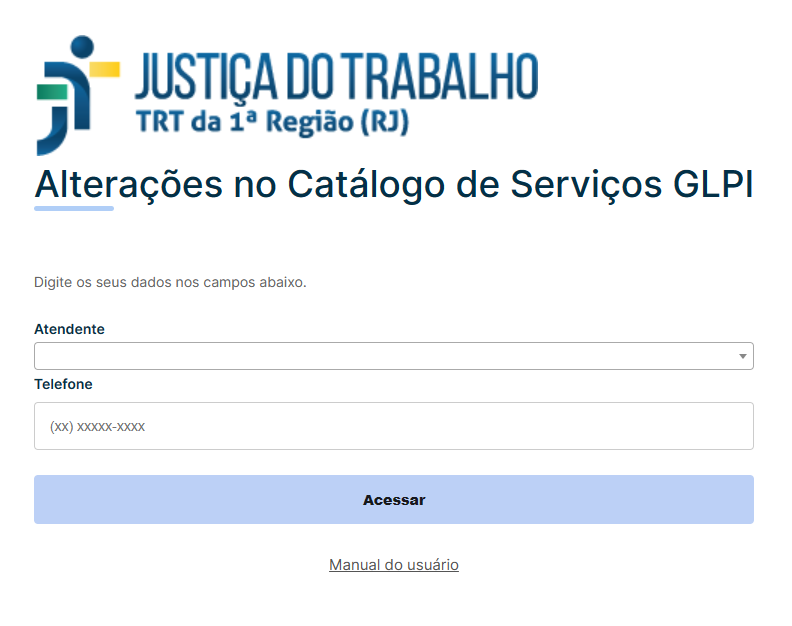 JUSTIÇA DO TRABALHO
TRT da 1ª Região (RJ)
Alterações no Catálogo de Serviços GLPI
Digite os seus dados nos campos abaixo.
Atendente
Telefone
(xx) xxxxx-xxxx
Acessar
Manual do usuário